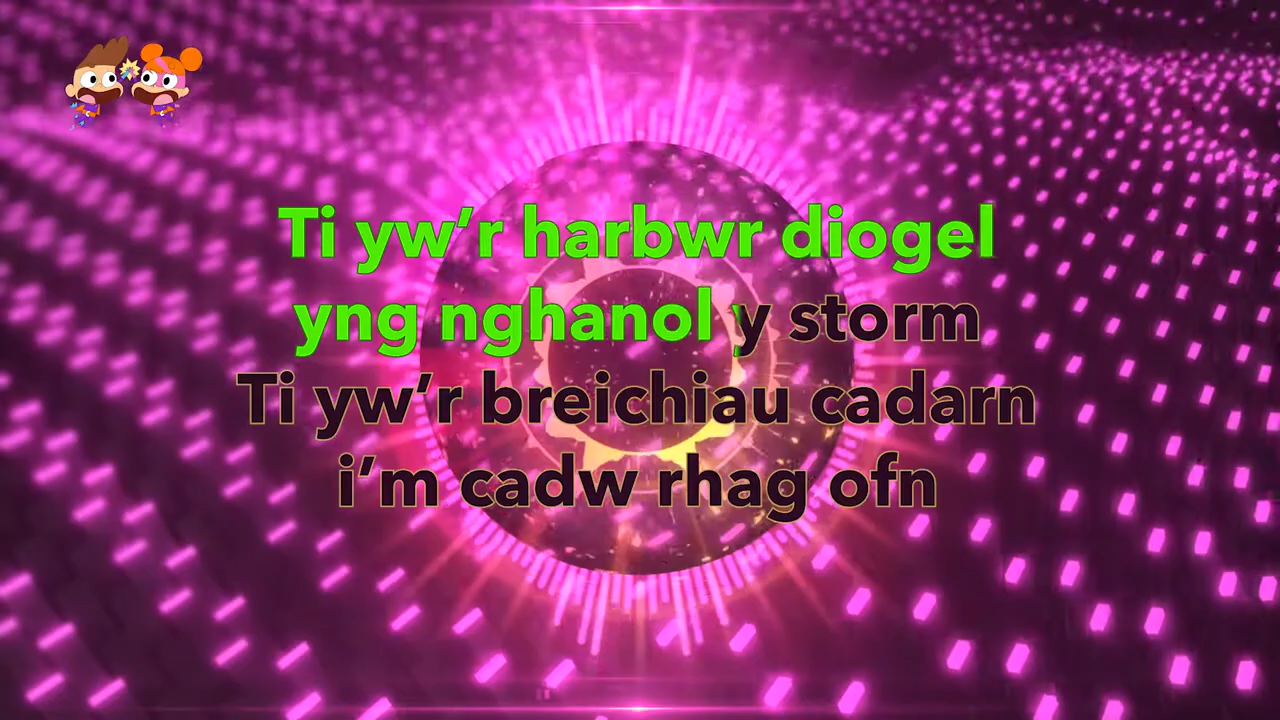 Ti yw’r harbwr diogel
yng nghanol y storm
Ti yw’r breichiau cadarn
i’m cadw rhag ofn